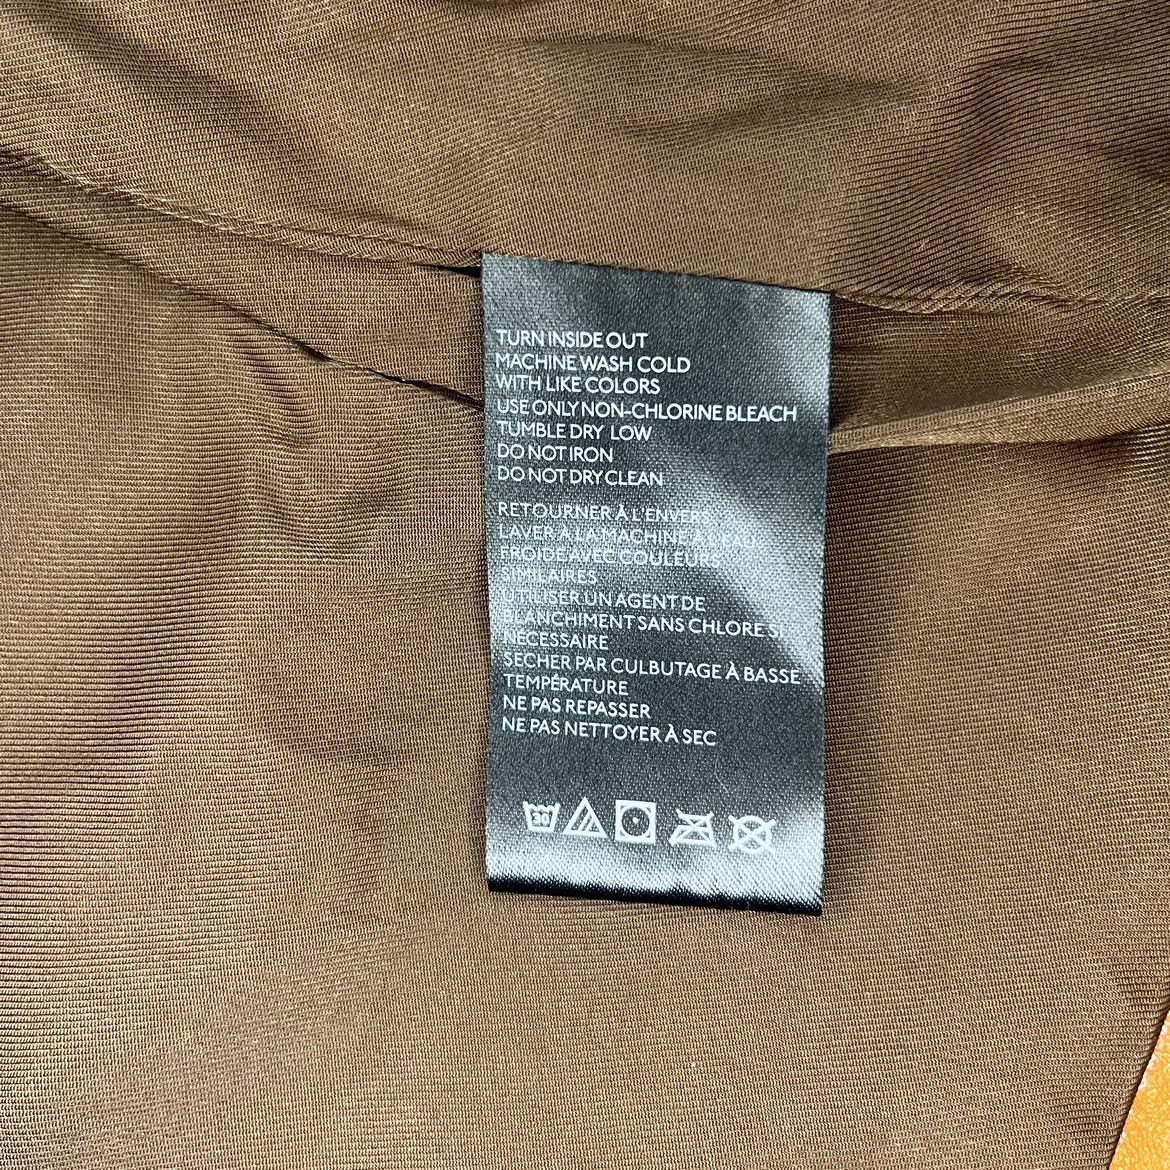 TURN INSIDE OUT
MACHINE WASH COLD
WITH LIKE COLORS
USE ONLY NON-CHLORINE BLEACH
TUMBLE DRY LOW
DO NOT IRON
DO NOT DRY CLEAN
RETOURNER À L'ENVERS
LAVER À LA MACHINE À L'EAU
FROIDE AVEC COULEURS
SIMILAIRES
UTILISER UN AGENT DE
BLANCHIMENT SANS CHLORE SI
NÉCESSAIRE
SECHER PAR CULBUTAGE À BASSE
TEMPÉRATURE
NE PAS REPASSER
NE PAS NETTOYER À SEC
30